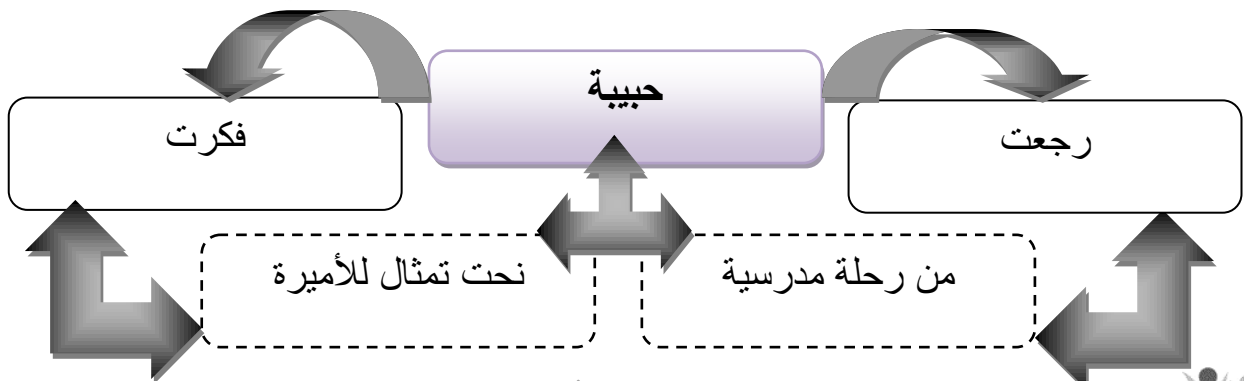 حبيبة
رجعت
فكرت
من رحلة مدرسية
نحت تمثال للأميرة